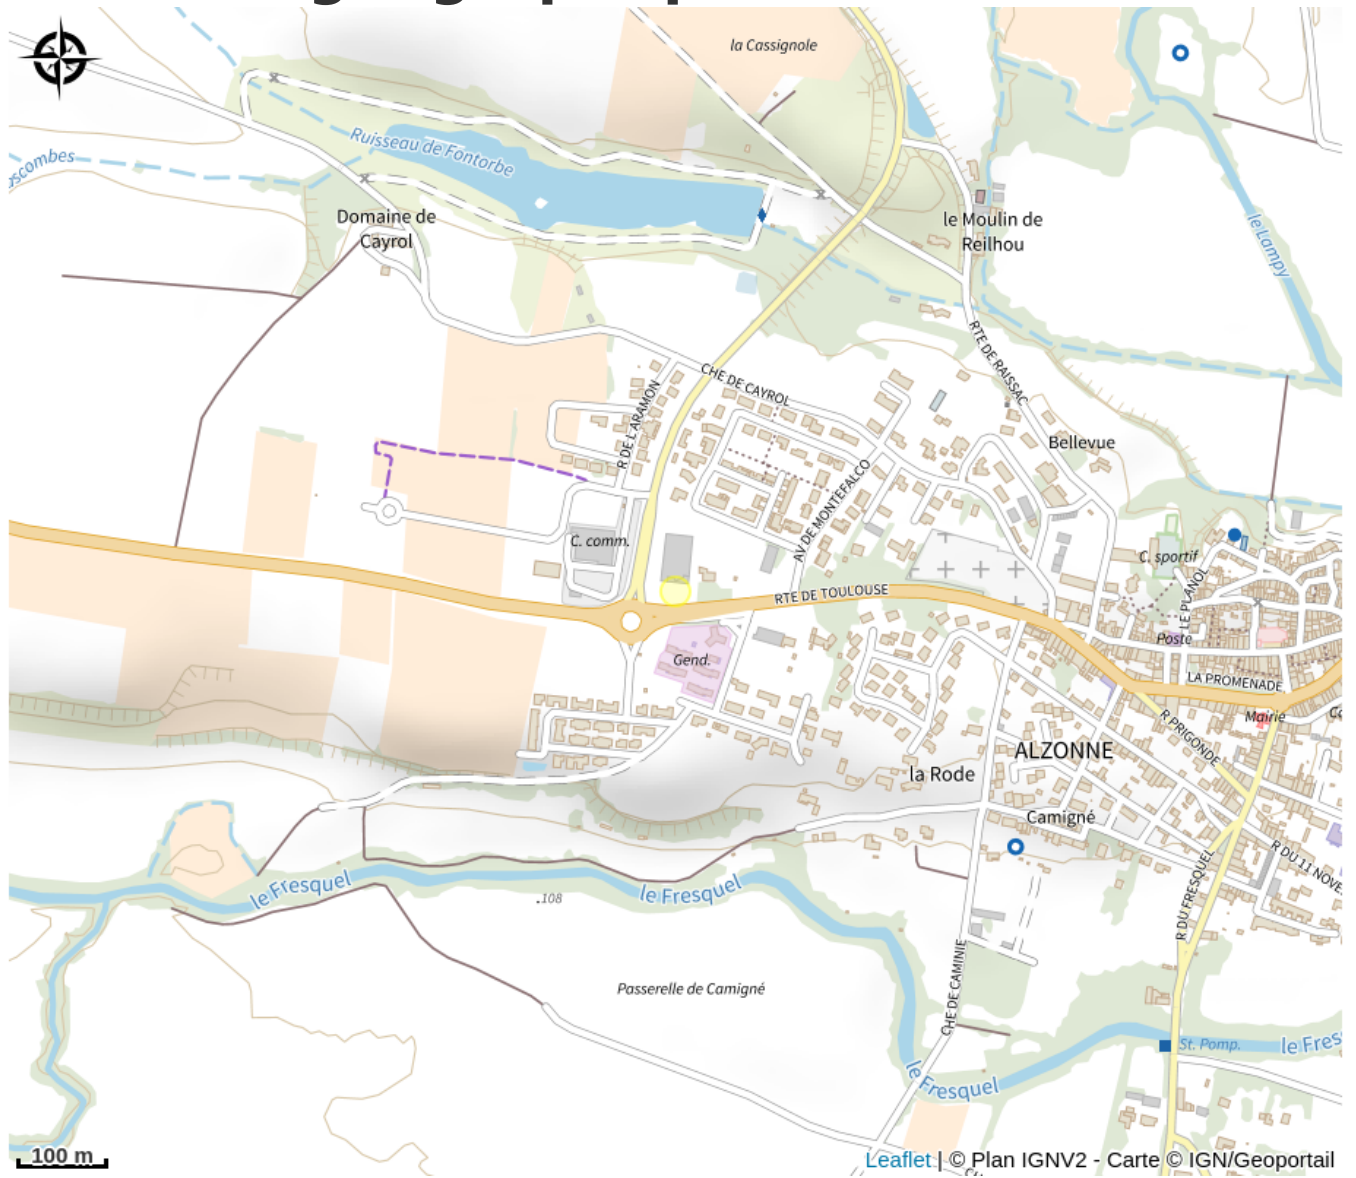 la Cassignole
Ruisseau de Fontorbe
Domaine de
Cayrol
le Moulin de
Reilhou
le Lampy
RTE DE RAISSAC
CHE DE CAYROL
R DE L'ARAMON
Bellevue
AV DE MONTEFALCO
C. comm.
C. sportif
LE PLANOL
RTE DE TOULOUSE
Poste
Gend.
LA PROMENADE
Mairie
R PRIGONDE
ALZONNE
la Rode
Camigné
R DU 11 NOVE
R DU FRESQUEL
le Fresquel
le Fresquel
.108
Passerelle de Camigné
CHE DE CAMINIE
St. Pomp.
le Fres
le Fresquel
100 m
Leaflet | © Plan IGNV2 - Carte © IGN/Geoportail